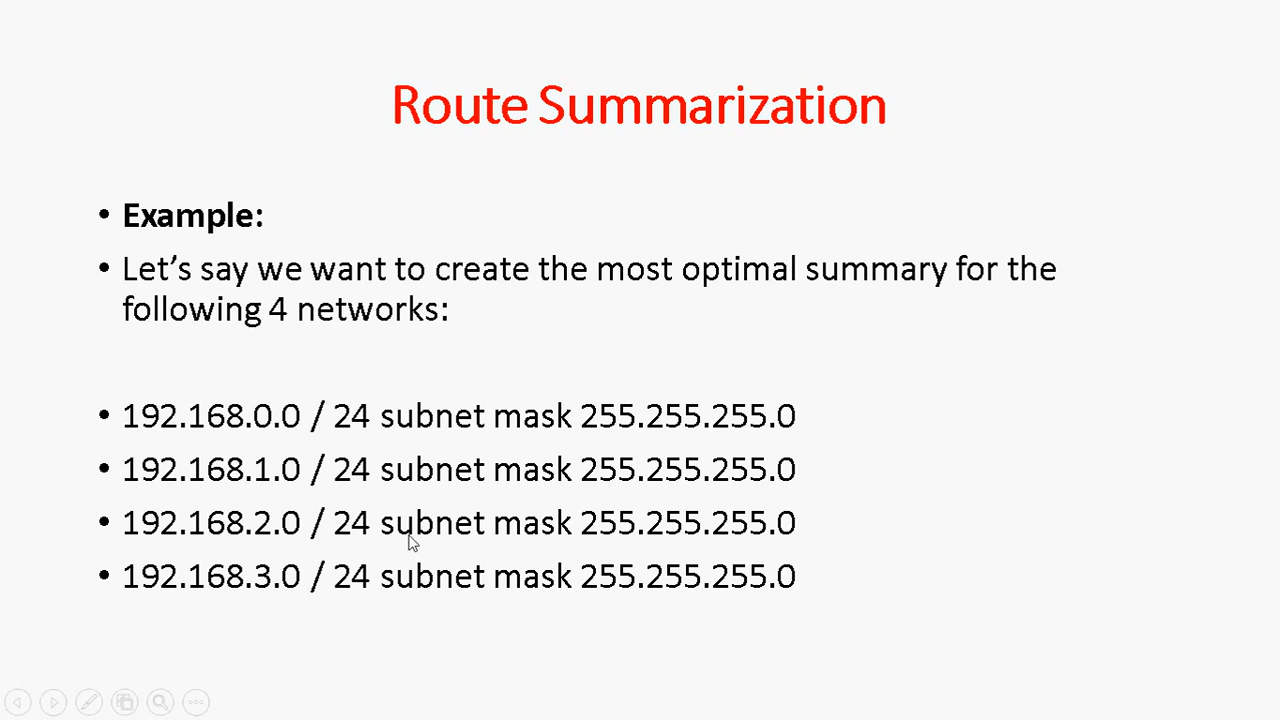 Route Summarization
• Example:
• Let’s say we want to create the most optimal summary for the
following 4 networks:
• 192.168.0.0 / 24 subnet mask 255.255.255.0
• 192.168.1.0 / 24 subnet mask 255.255.255.0
• 192.168.2.0 / 24 subnet mask 255.255.255.0
• 192.168.3.0 / 24 subnet mask 255.255.255.0